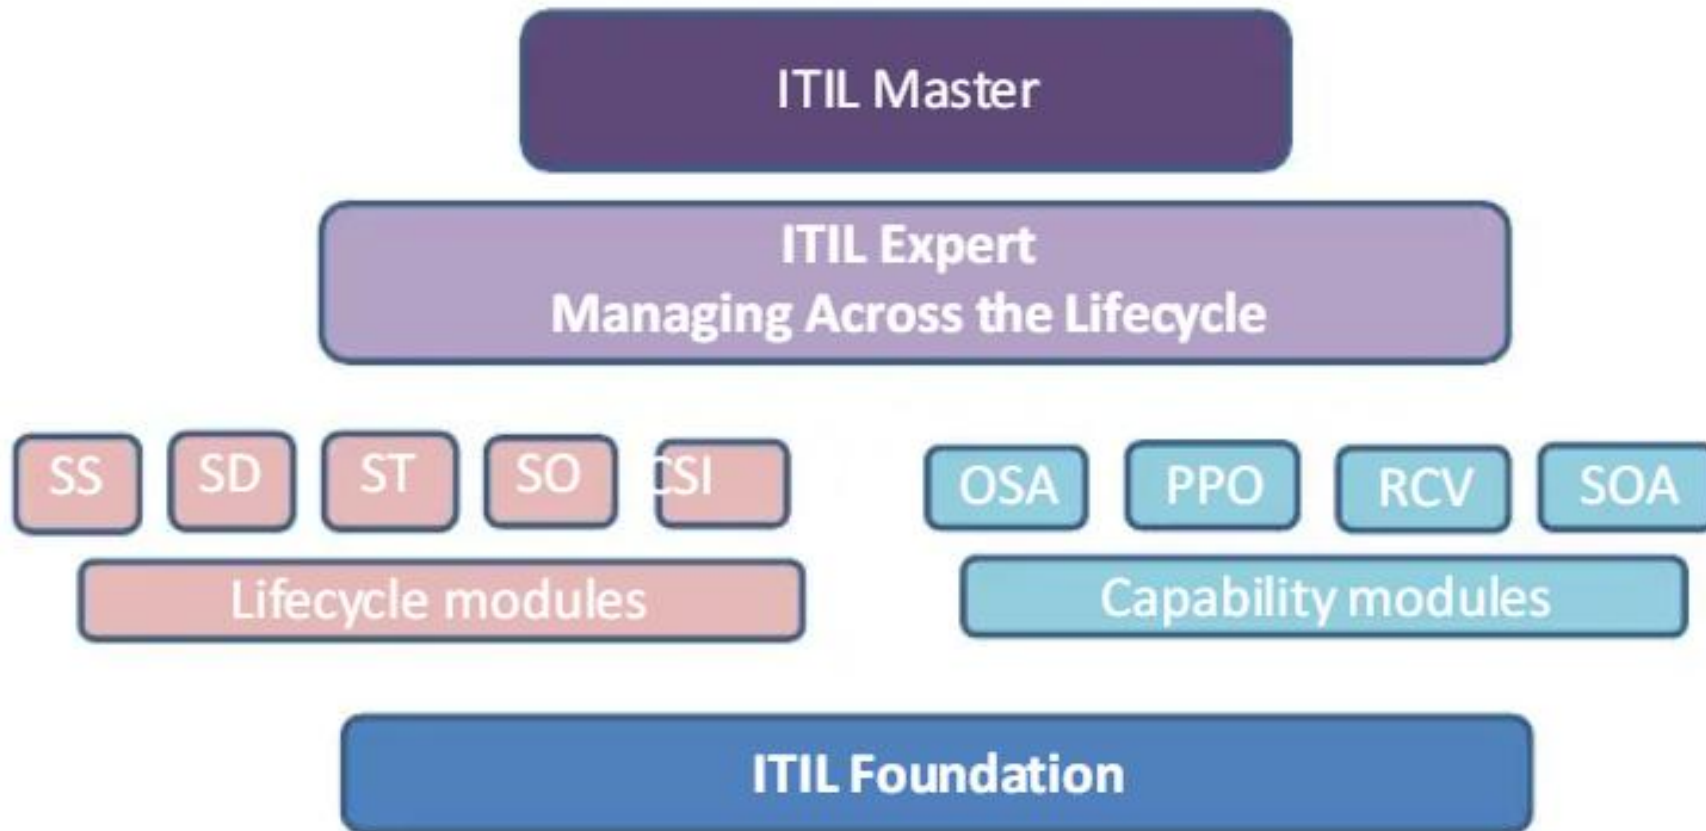 ITIL Master
ITIL Expert
Managing Across the Lifecycle
SS SD ST SO CSI OSA PPO RCV SOA
Lifecycle modules Capability modules
ITIL Foundation